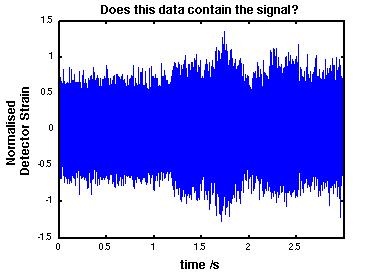 Does this data contain the signal?
1.5
1
0.5
0
-0.5
-1
-1.5
Normalised
Detector Strain
0 0.5 1 1.5 2 2.5
time /s